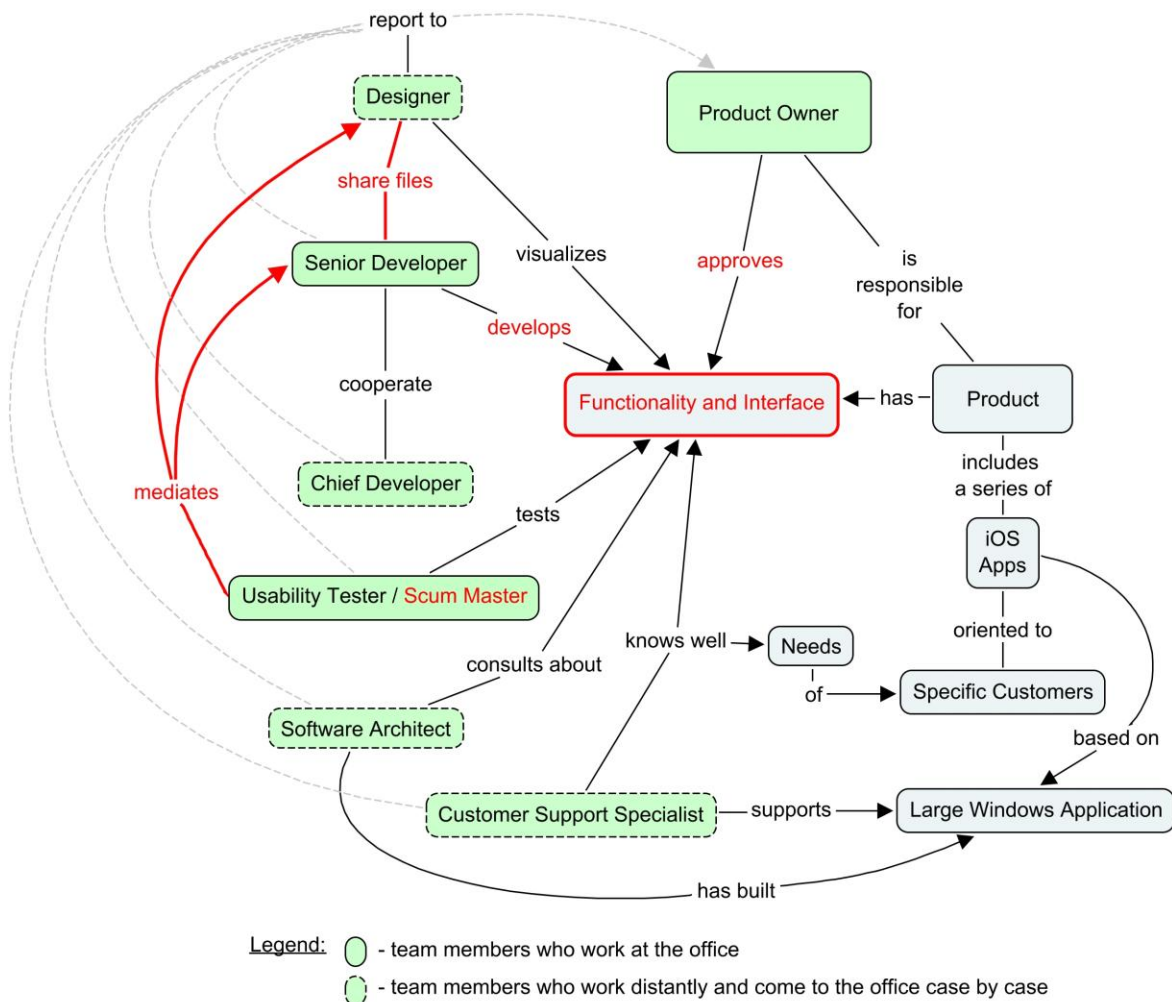 report to
Designer
Product Owner
share files
Senior Developer
visualizes
approves
is
responsible
for
develops
cooperate
Functionality and Interface
has
Product
includes
a series of
Chief Developer
mediates
tests
iOS
Apps
Usability Tester / Scum Master
knows well
Needs
oriented to
consults about
of
Specific Customers
Software Architect
based on
Customer Support Specialist
supports
Large Windows Application
has built
Legend:
- team members who work at the office
- team members who work distantly and come to the office case by case